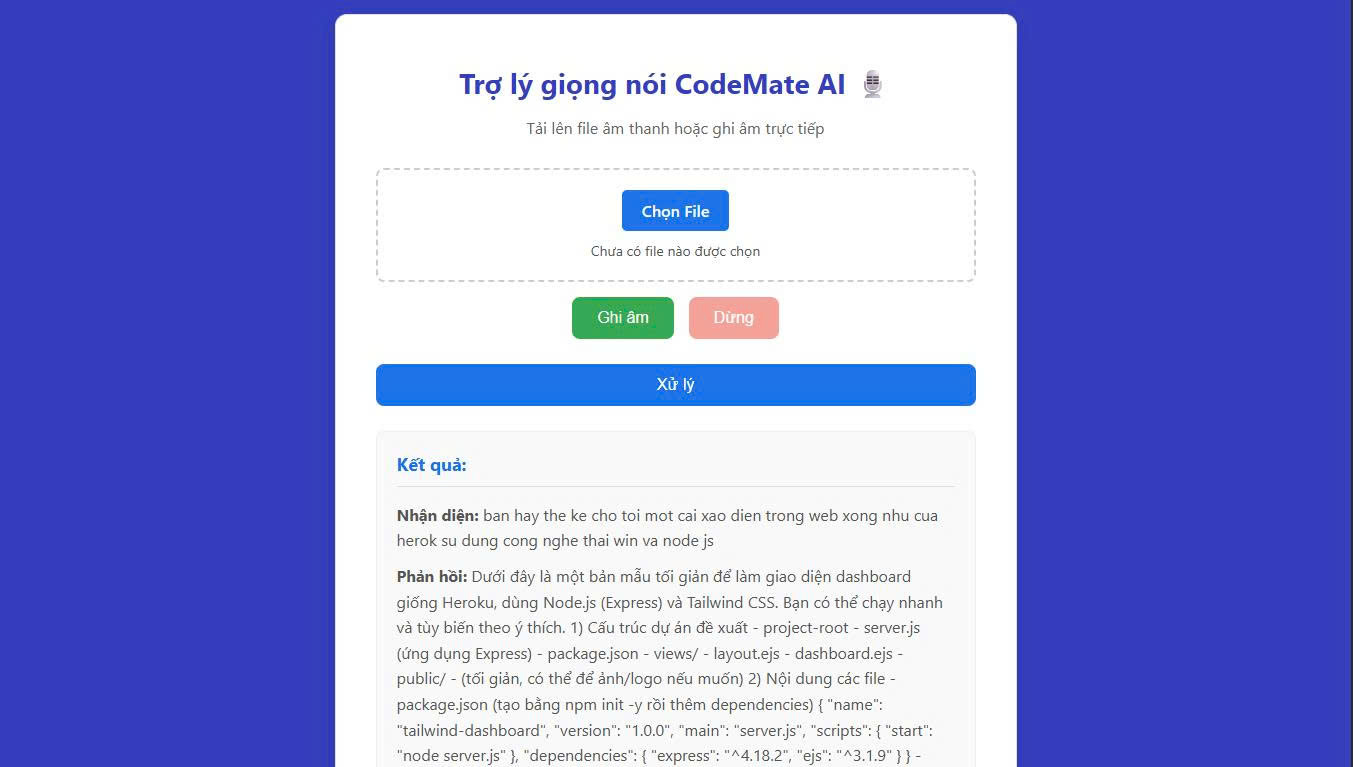 Trợ lý giọng nói CodeMate AI
Tải lên file âm thanh hoặc ghi âm trực tiếp
Chọn File
Chưa có file nào được chọn
Ghi âm
Dừng
Xử lý
Kết quả:
Nhận diện: ban hay the ke cho toi mot cai xao dien trong web xong nhu cua
herok su dung cong nghe thai win va node js
Phản hồi: Dưới đây là một bản mẫu tối giản để làm giao diện dashboard
giống Heroku, dùng Node.js (Express) và Tailwind CSS. Bạn có thể chạy nhanh
và tùy biến theo ý thích. 1) Cấu trúc dự án đề xuất - project-root - server.js
(ứng dụng Express) - package.json - views/ - layout.ejs - dashboard.ejs -
public/ - (tối giản, có thể để ảnh/logo nếu muốn) 2) Nội dung các file -
package.json (tạo bằng npm init -y rồi thêm dependencies) { "name":
"tailwind-dashboard", "version": "1.0.0", "main": "server.js", "scripts": { "start":
"node server.js" }, "dependencies": { "express": "^4.18.2", "ejs": "^3.1.9" } } -